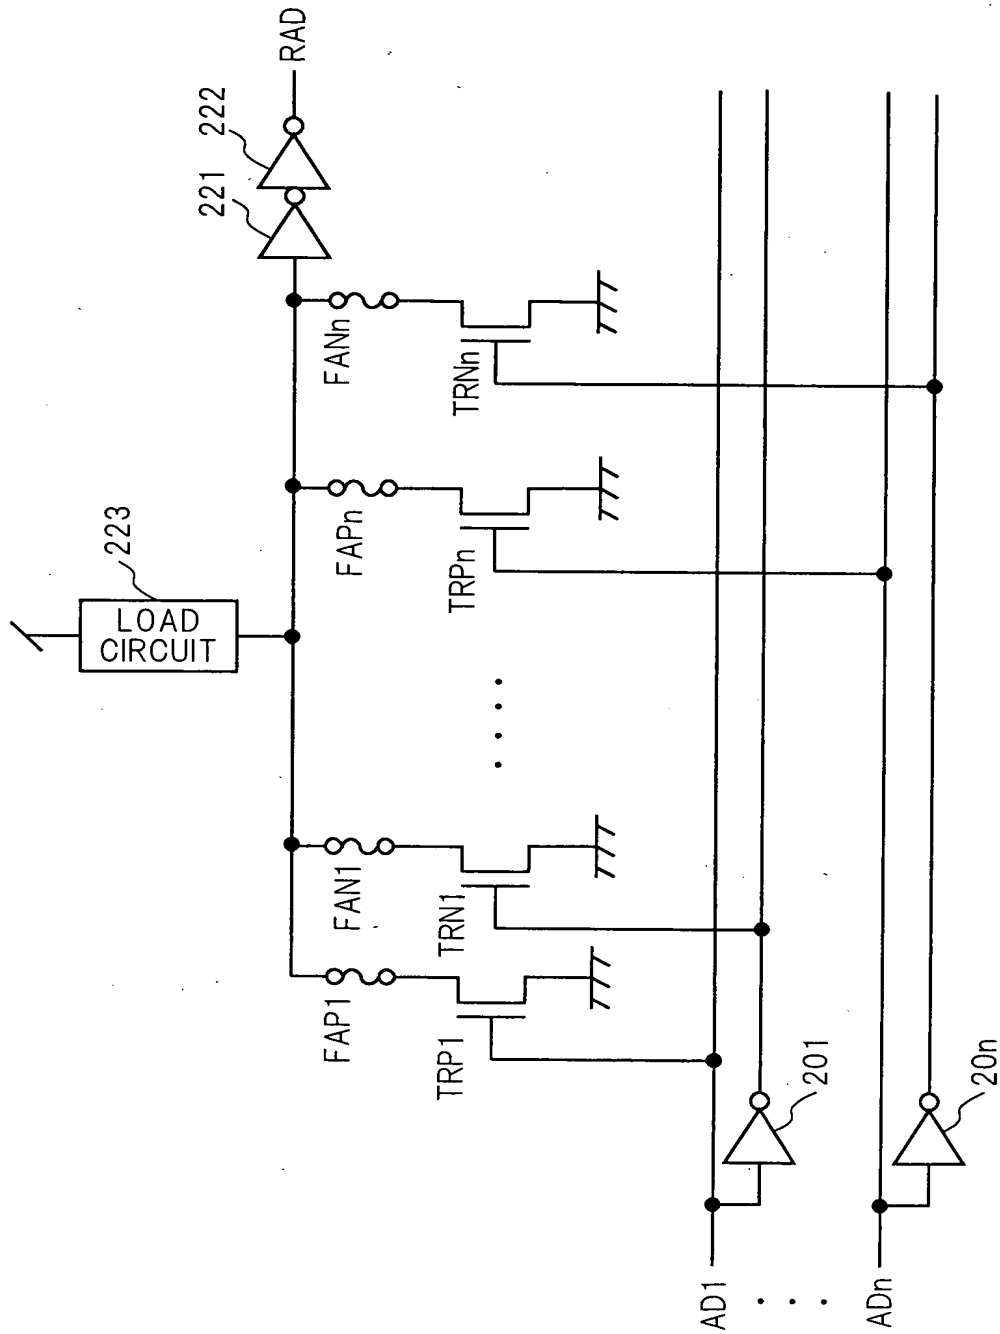 LOAD
CIRCUIT
223
221
222
RAD
FAP1
FAN1
FAPn
FANn
TRP1
TRN1
TRPn
TRNn
AD1
201
ADn
20n